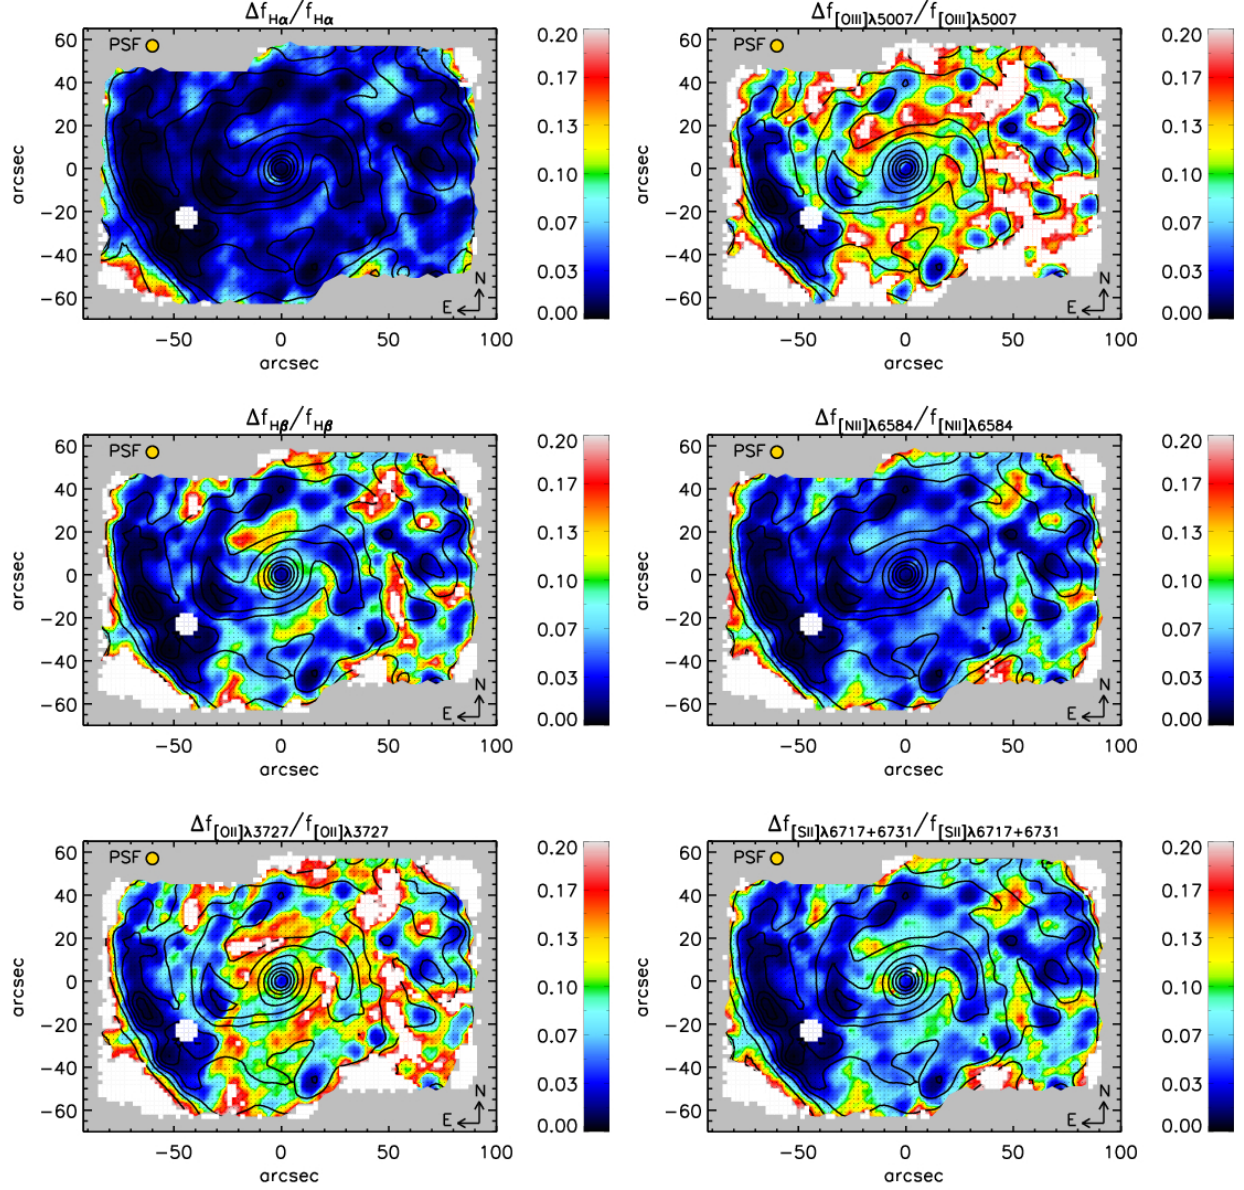 Δf_Hα/f_Hα
60
40
20
0
−20
−40
−60
arcsec
PSF
N
E
−50 0 50 100
arcsec
0.20
0.17
0.13
0.10
0.07
0.03
0.00
Δf_[OIII]λ5007/f_[OIII]λ5007
60
40
20
0
−20
−40
−60
arcsec
PSF
N
E
−50 0 50 100
arcsec
0.20
0.17
0.13
0.10
0.07
0.03
0.00
Δf_Hβ/f_Hβ
60
40
20
0
−20
−40
−60
arcsec
PSF
N
E
−50 0 50 100
arcsec
0.20
0.17
0.13
0.10
0.07
0.03
0.00
Δf_[NII]λ6584/f_[NII]λ6584
60
40
20
0
−20
−40
−60
arcsec
PSF
N
E
−50 0 50 100
arcsec
0.20
0.17
0.13
0.10
0.07
0.03
0.00
Δf_[OII]λ3727/f_[OII]λ3727
60
40
20
0
−20
−40
−60
arcsec
PSF
N
E
−50 0 50 100
arcsec
0.20
0.17
0.13
0.10
0.07
0.03
0.00
Δf_[SII]λ6717+6731/f_[SII]λ6717+6731
60
40
20
0
−20
−40
−60
arcsec
PSF
N
E
−50 0 50 100
arcsec
0.20
0.17
0.13
0.10
0.07
0.03
0.00